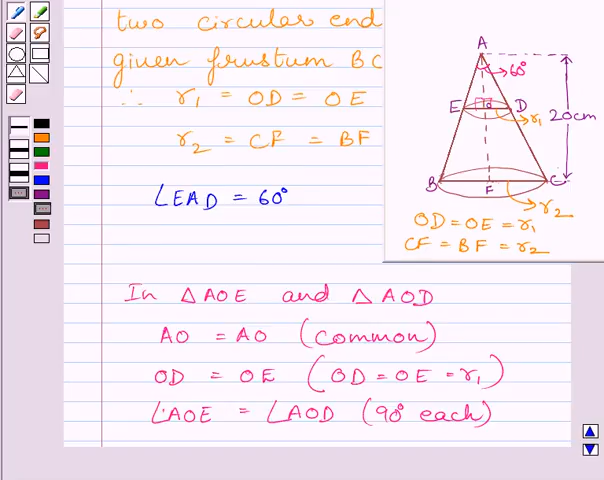 two circular end
given frustum BC
∴ r₁ = OD = OE
r₂ = CF = BF
∠EAD = 60°
In △AOE and △AOD
AO = AO (common)
OD = OE (OD = OE = r₁)
∠AOE = ∠AOD (90° each)
A
60°
E
O
D
r₁
20cm
B
F
C
r₂
OD = OE = r₁
CF = BF = r₂